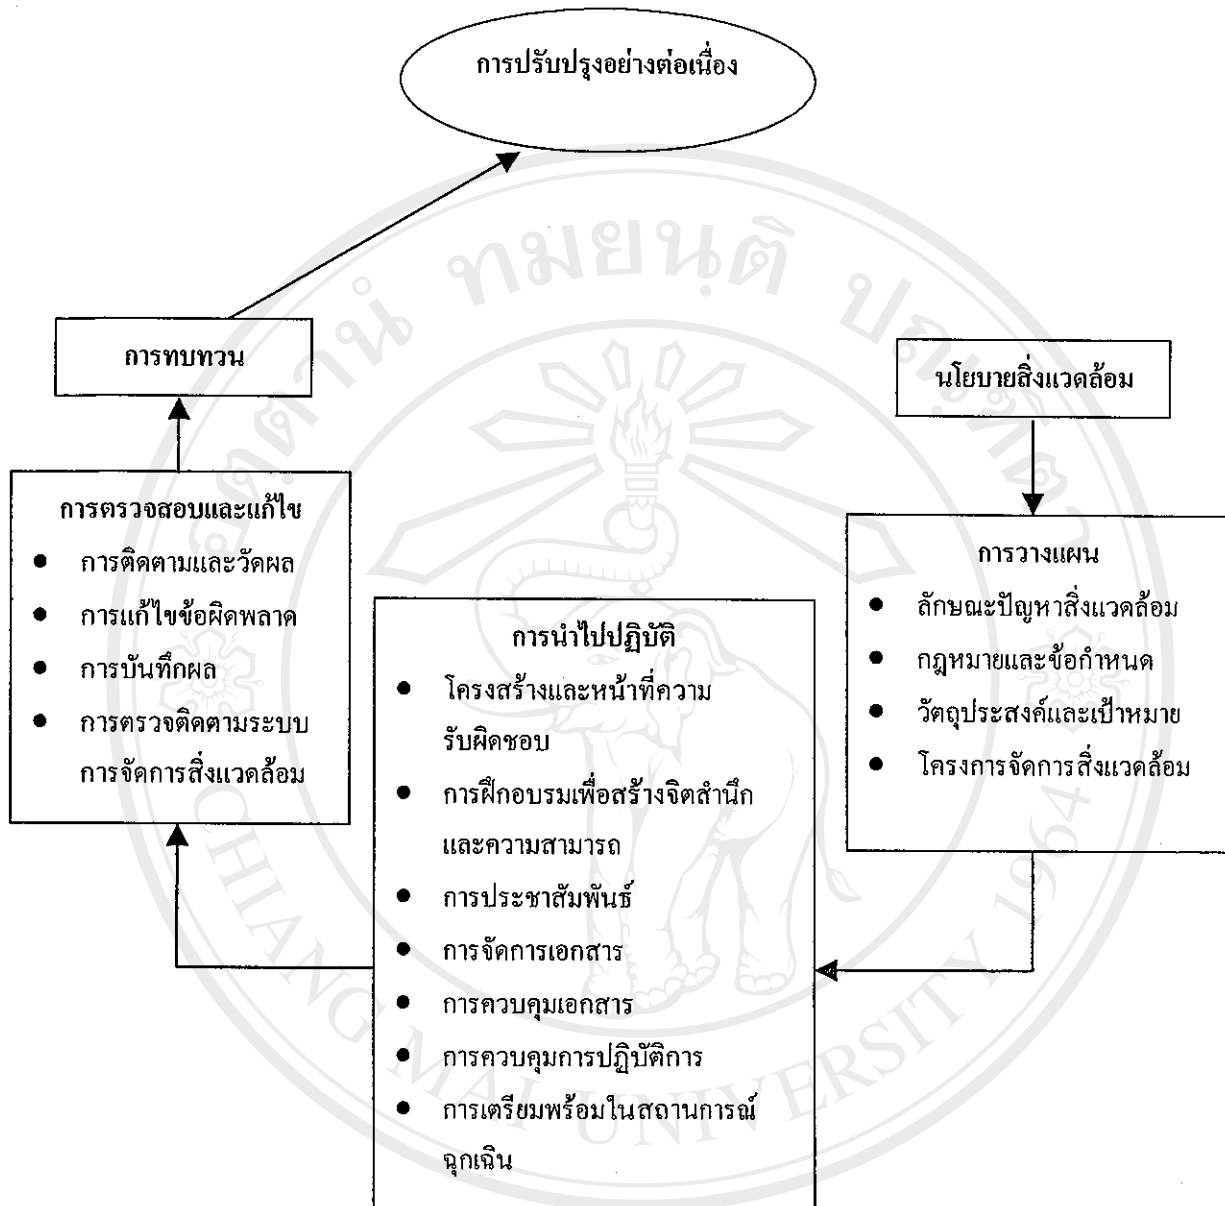 การปรับปรุงอย่างต่อเนื่อง
การทบทวน
นโยบายสิ่งแวดล้อม
การตรวจสอบและแก้ไข
● การติดตามและวัดผล
● การแก้ไขข้อผิดพลาด
● การบันทึกผล
● การตรวจติดตามระบบ
การจัดการสิ่งแวดล้อม
การนำไปปฏิบัติ
● โครงสร้างและหน้าที่ความ
รับผิดชอบ
● การฝึกอบรมเพื่อสร้างจิตสำนึก
และความสามารถ
● การประชาสัมพันธ์
● การจัดการเอกสาร
● การควบคุมเอกสาร
● การควบคุมการปฏิบัติการ
● การเตรียมพร้อมในสถานการณ์
ฉุกเฉิน
การวางแผน
● ลักษณะปัญหาสิ่งแวดล้อม
● กฎหมายและข้อกำหนด
● วัตถุประสงค์และเป้าหมาย
● โครงการจัดการสิ่งแวดล้อม
อตฺตานํ ทมยนฺติ ปณฺฑิตา
CHIANG MAI UNIVERSITY 1964